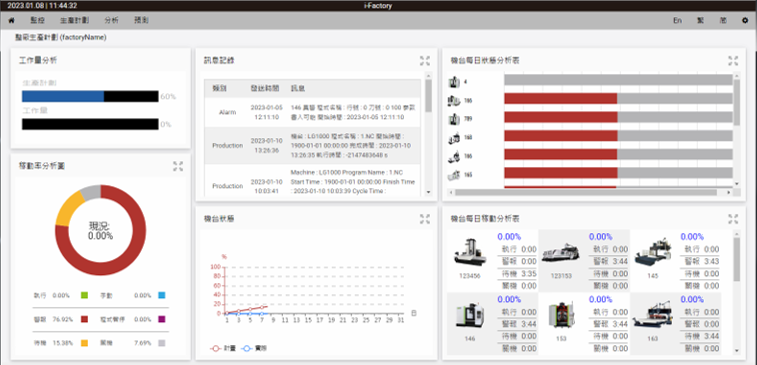 2023.01.08 | 11:44:32
i-Factory
監控 生產計劃 分析 預測
En 繁 简
整廠生產計劃 (factoryName)
工作量分析
生產計劃
60%
工作量
0%
稼動率分析圖
現況:
0.00%
執行 0.00% 手動 0.00%
警報 76.92% 程式暫停 0.00%
待機 15.38% 關機 7.69%
訊息記錄
類別 發送時間 訊息
Alarm
2023-01-05
12:11:10
146 異警 程式名稱 : 行號 : 0 刀號 : 0 100 參數
書入可能 開始時間 : 2023-01-05 12:11:10
Production
2023-01-10
13:26:36
機台 : LG1000 程式名稱 : 1.NC 開始時間 :
1900-01-01 00:00:00 完成時間 : 2023-01-10
13:26:35 執行時間 : -2147483648 s
Production
2023-01-10
10:03:41
Machine : LG1000 Program Name : 1.NC
Start Time : 1900-01-01 00:00:00 Finish Time
: 2023-01-10 10:03:39 Cycle Time :
機台狀態
%
100
80
60
40
20
0
1 3 5 7 9 11 13 15 17 19 21 23 25 27 29 31 日
計畫 實際
機台每日狀態分析表
4
166
789
168
166
165
機台每日稼動分析表
123456
0.00%
執行 0:00
警報 0:00
待機 3:35
關機 0:00
123153
0.00%
執行 0:00
警報 3:44
待機 0:00
關機 0:00
145
0.00%
執行 0:00
警報 3:43
待機 0:00
關機 0:00
146
0.00%
執行 0:00
警報 3:44
待機 0:00
關機 0:00
153
0.00%
執行 0:00
警報 3:44
待機 0:00
關機 0:00
163
0.00%
執行 0:00
警報 3:44
待機 0:00
關機 0:00